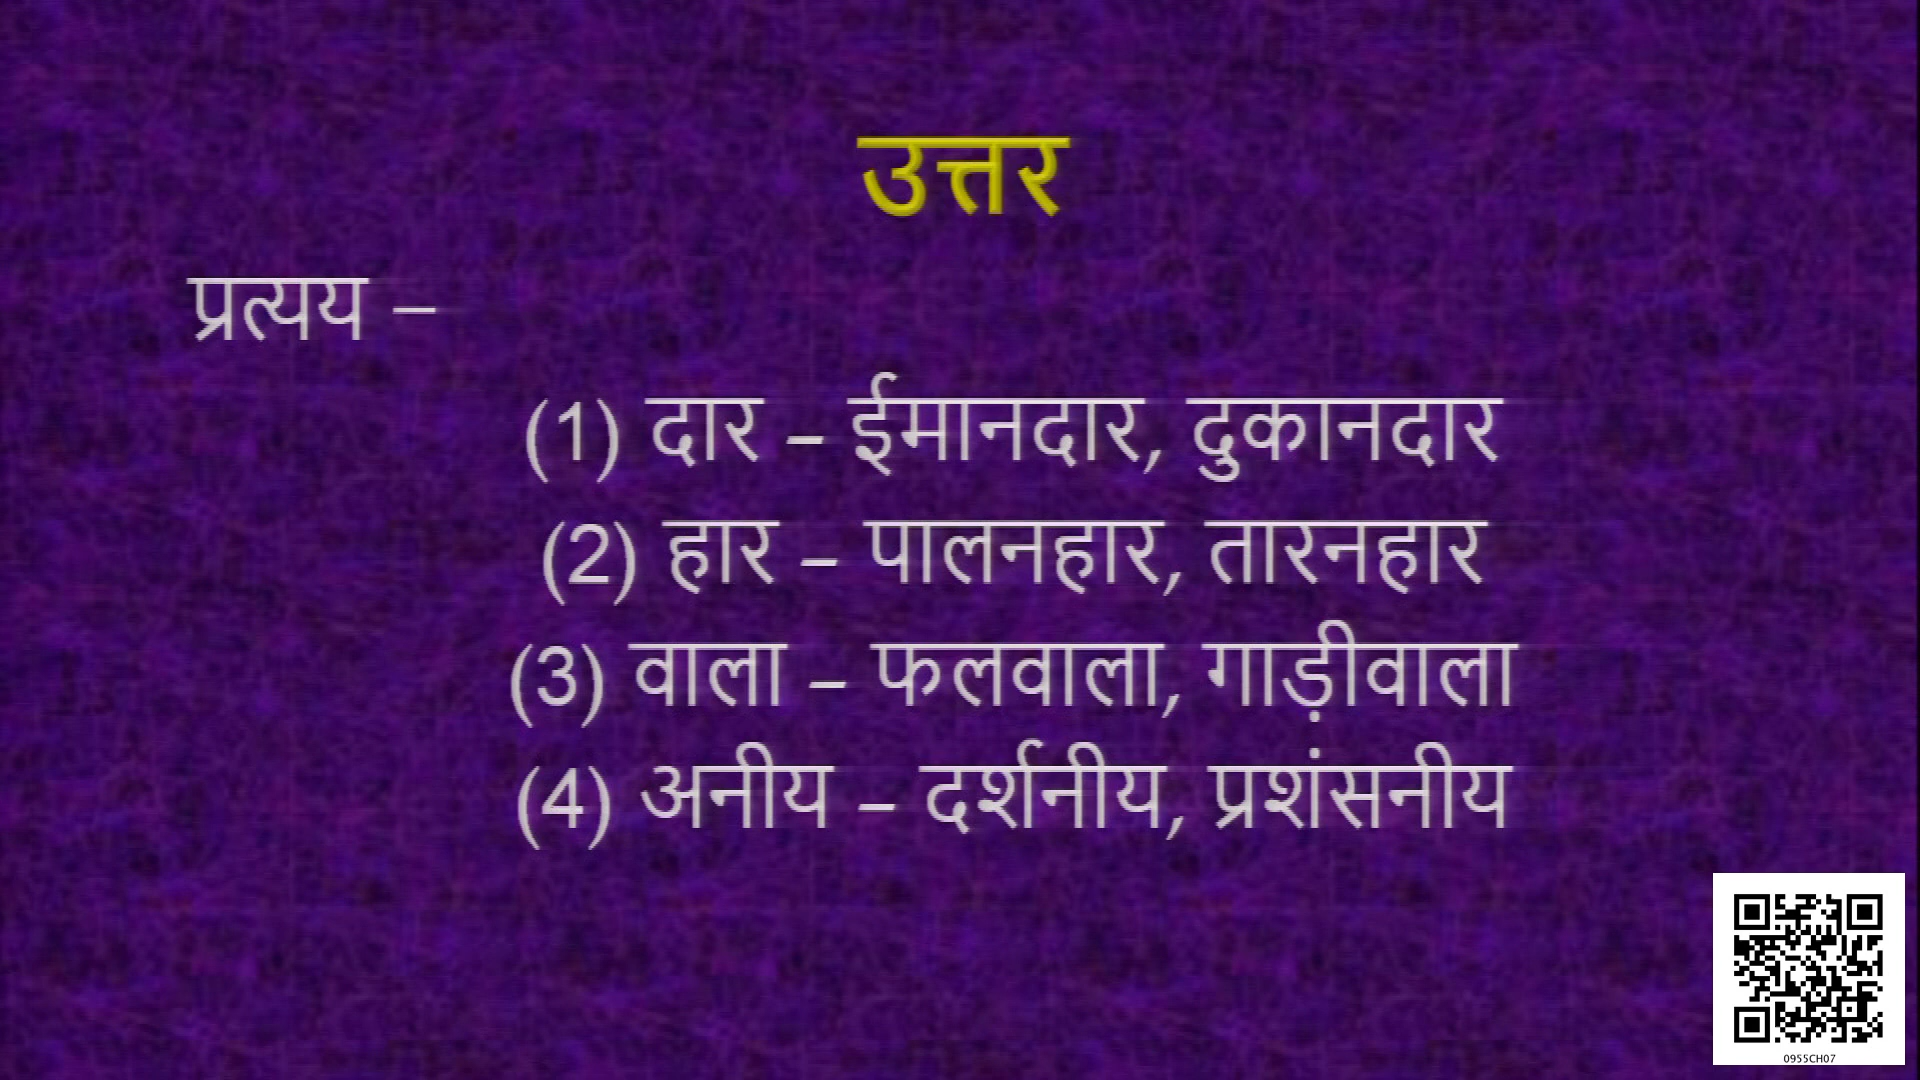 उत्तर
प्रत्यय –
(1) दार – ईमानदार, दुकानदार
(2) हार – पालनहार, तारनहार
(3) वाला – फलवाला, गाड़ीवाला
(4) अनीय – दर्शनीय, प्रशंसनीय
0955CH07